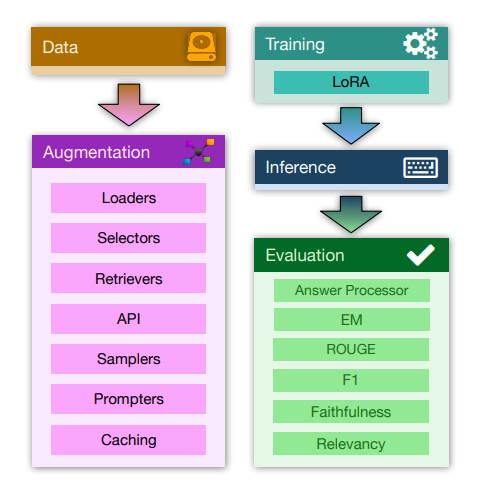 Data
Augmentation
Loaders
Selectors
Retrievers
API
Samplers
Prompters
Caching
Training
LoRA
Inference
Evaluation
Answer Processor
EM
ROUGE
F1
Faithfulness
Relevancy